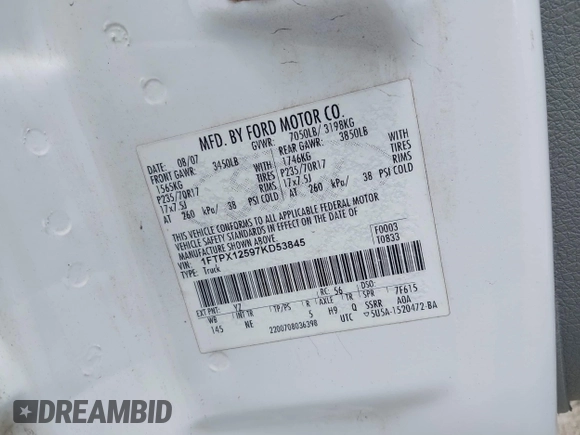 MFD. BY FORD MOTOR CO.
DATE: 08/07 GVWR: 7050LB/ 3198KG
FRONT GAWR: 3450LB REAR GAWR: 3850LB
1565KG WITH 1746KG WITH
P235/70R17 TIRES P235/70R17 TIRES
17x7.5J RIMS 17x7.5J RIMS
AT 260 kPa/ 38 PSI COLD AT 260 kPa/ 38 PSI COLD
THIS VEHICLE CONFORMS TO ALL APPLICABLE FEDERAL MOTOR
VEHICLE SAFETY STANDARDS IN EFFECT ON THE DATE OF
MANUFACTURE SHOWN ABOVE.
VIN: 1FTPX12597KD53845 F0003
TYPE: Truck T0833
EXT PNT: YZ RC: 56 DSO:
WB INT TR TP/PS R AXLE TR SPR 7F615
145 NE 5 H9 Q SSRR AOA
2200708036398 UTC 5U5A-1520472-BA
DREAMBID